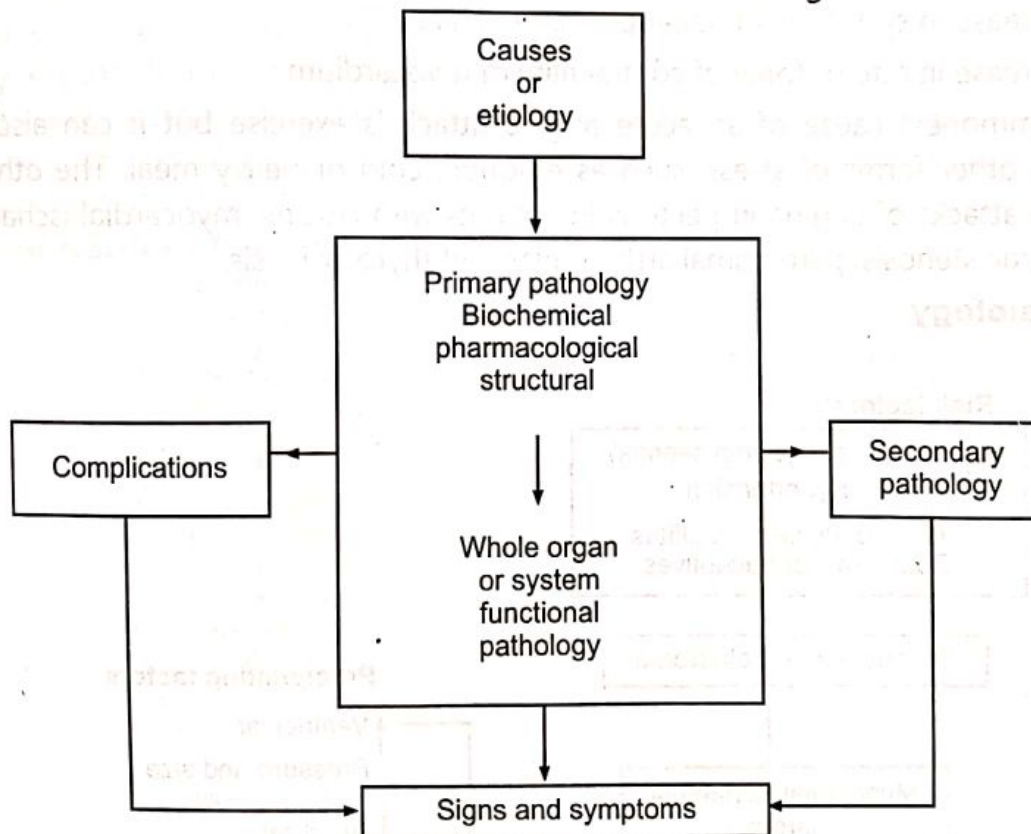 Causes
or
etiology
Primary pathology
Biochemical
pharmacological
structural
Complications
Secondary
pathology
Whole organ
or system
functional
pathology
Signs and symptoms